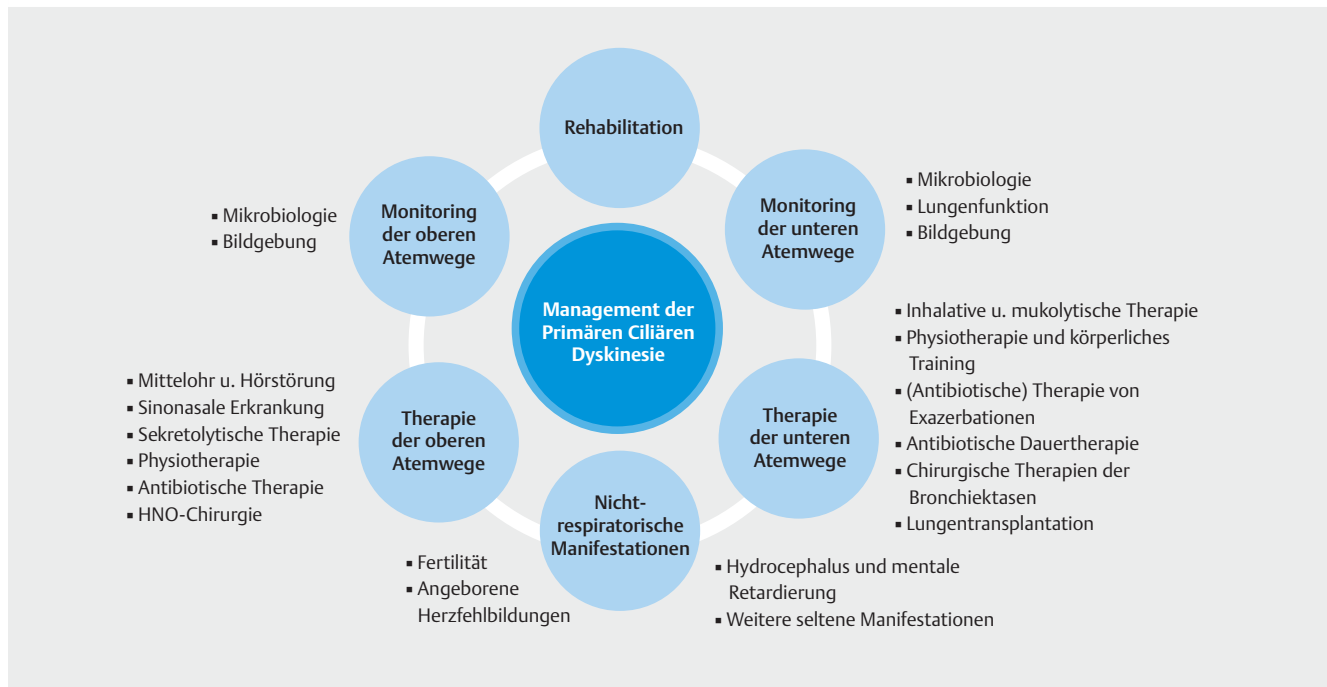 Rehabilitation
Monitoring
der oberen
Atemwege
▪ Mikrobiologie
▪ Bildgebung
Monitoring
der unteren
Atemwege
▪ Mikrobiologie
▪ Lungenfunktion
▪ Bildgebung
Management der
Primären Ciliären
Dyskinesie
Therapie
der oberen
Atemwege
▪ Mittelohr u. Hörstörung
▪ Sinonasale Erkrankung
▪ Sekretolytische Therapie
▪ Physiotherapie
▪ Antibiotische Therapie
▪ HNO-Chirurgie
Therapie
der unteren
Atemwege
▪ Inhalative u. mukolytische Therapie
▪ Physiotherapie und körperliches
Training
▪ (Antibiotische) Therapie von
Exazerbationen
▪ Antibiotische Dauertherapie
▪ Chirurgische Therapien der
Bronchiektasen
▪ Lungentransplantation
Nicht-
respiratorische
Manifestationen
▪ Fertilität
▪ Angeborene
Herzfehlbildungen
▪ Hydrocephalus und mentale
Retardierung
▪ Weitere seltene Manifestationen